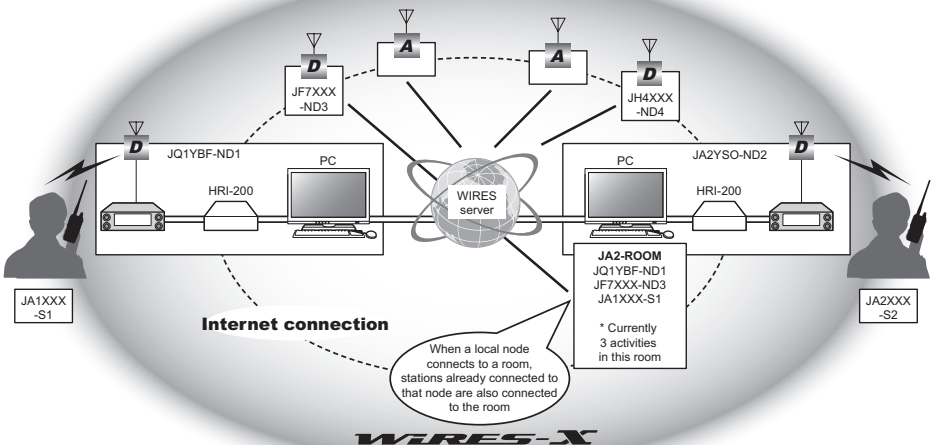 A
A
D
JF7XXX
-ND3
D
JH4XXX
-ND4
D
JQ1YBF-ND1
PC
HRI-200
WIRES
server
PC
JA2YSO-ND2
D
HRI-200
JA1XXX
-S1
JA2XXX
-S2
JA2-ROOM
JQ1YBF-ND1
JF7XXX-ND3
JA1XXX-S1
* Currently
3 activities
in this room
Internet connection
When a local node
connects to a room,
stations already connected to
that node are also connected
to the room
WIRES-X